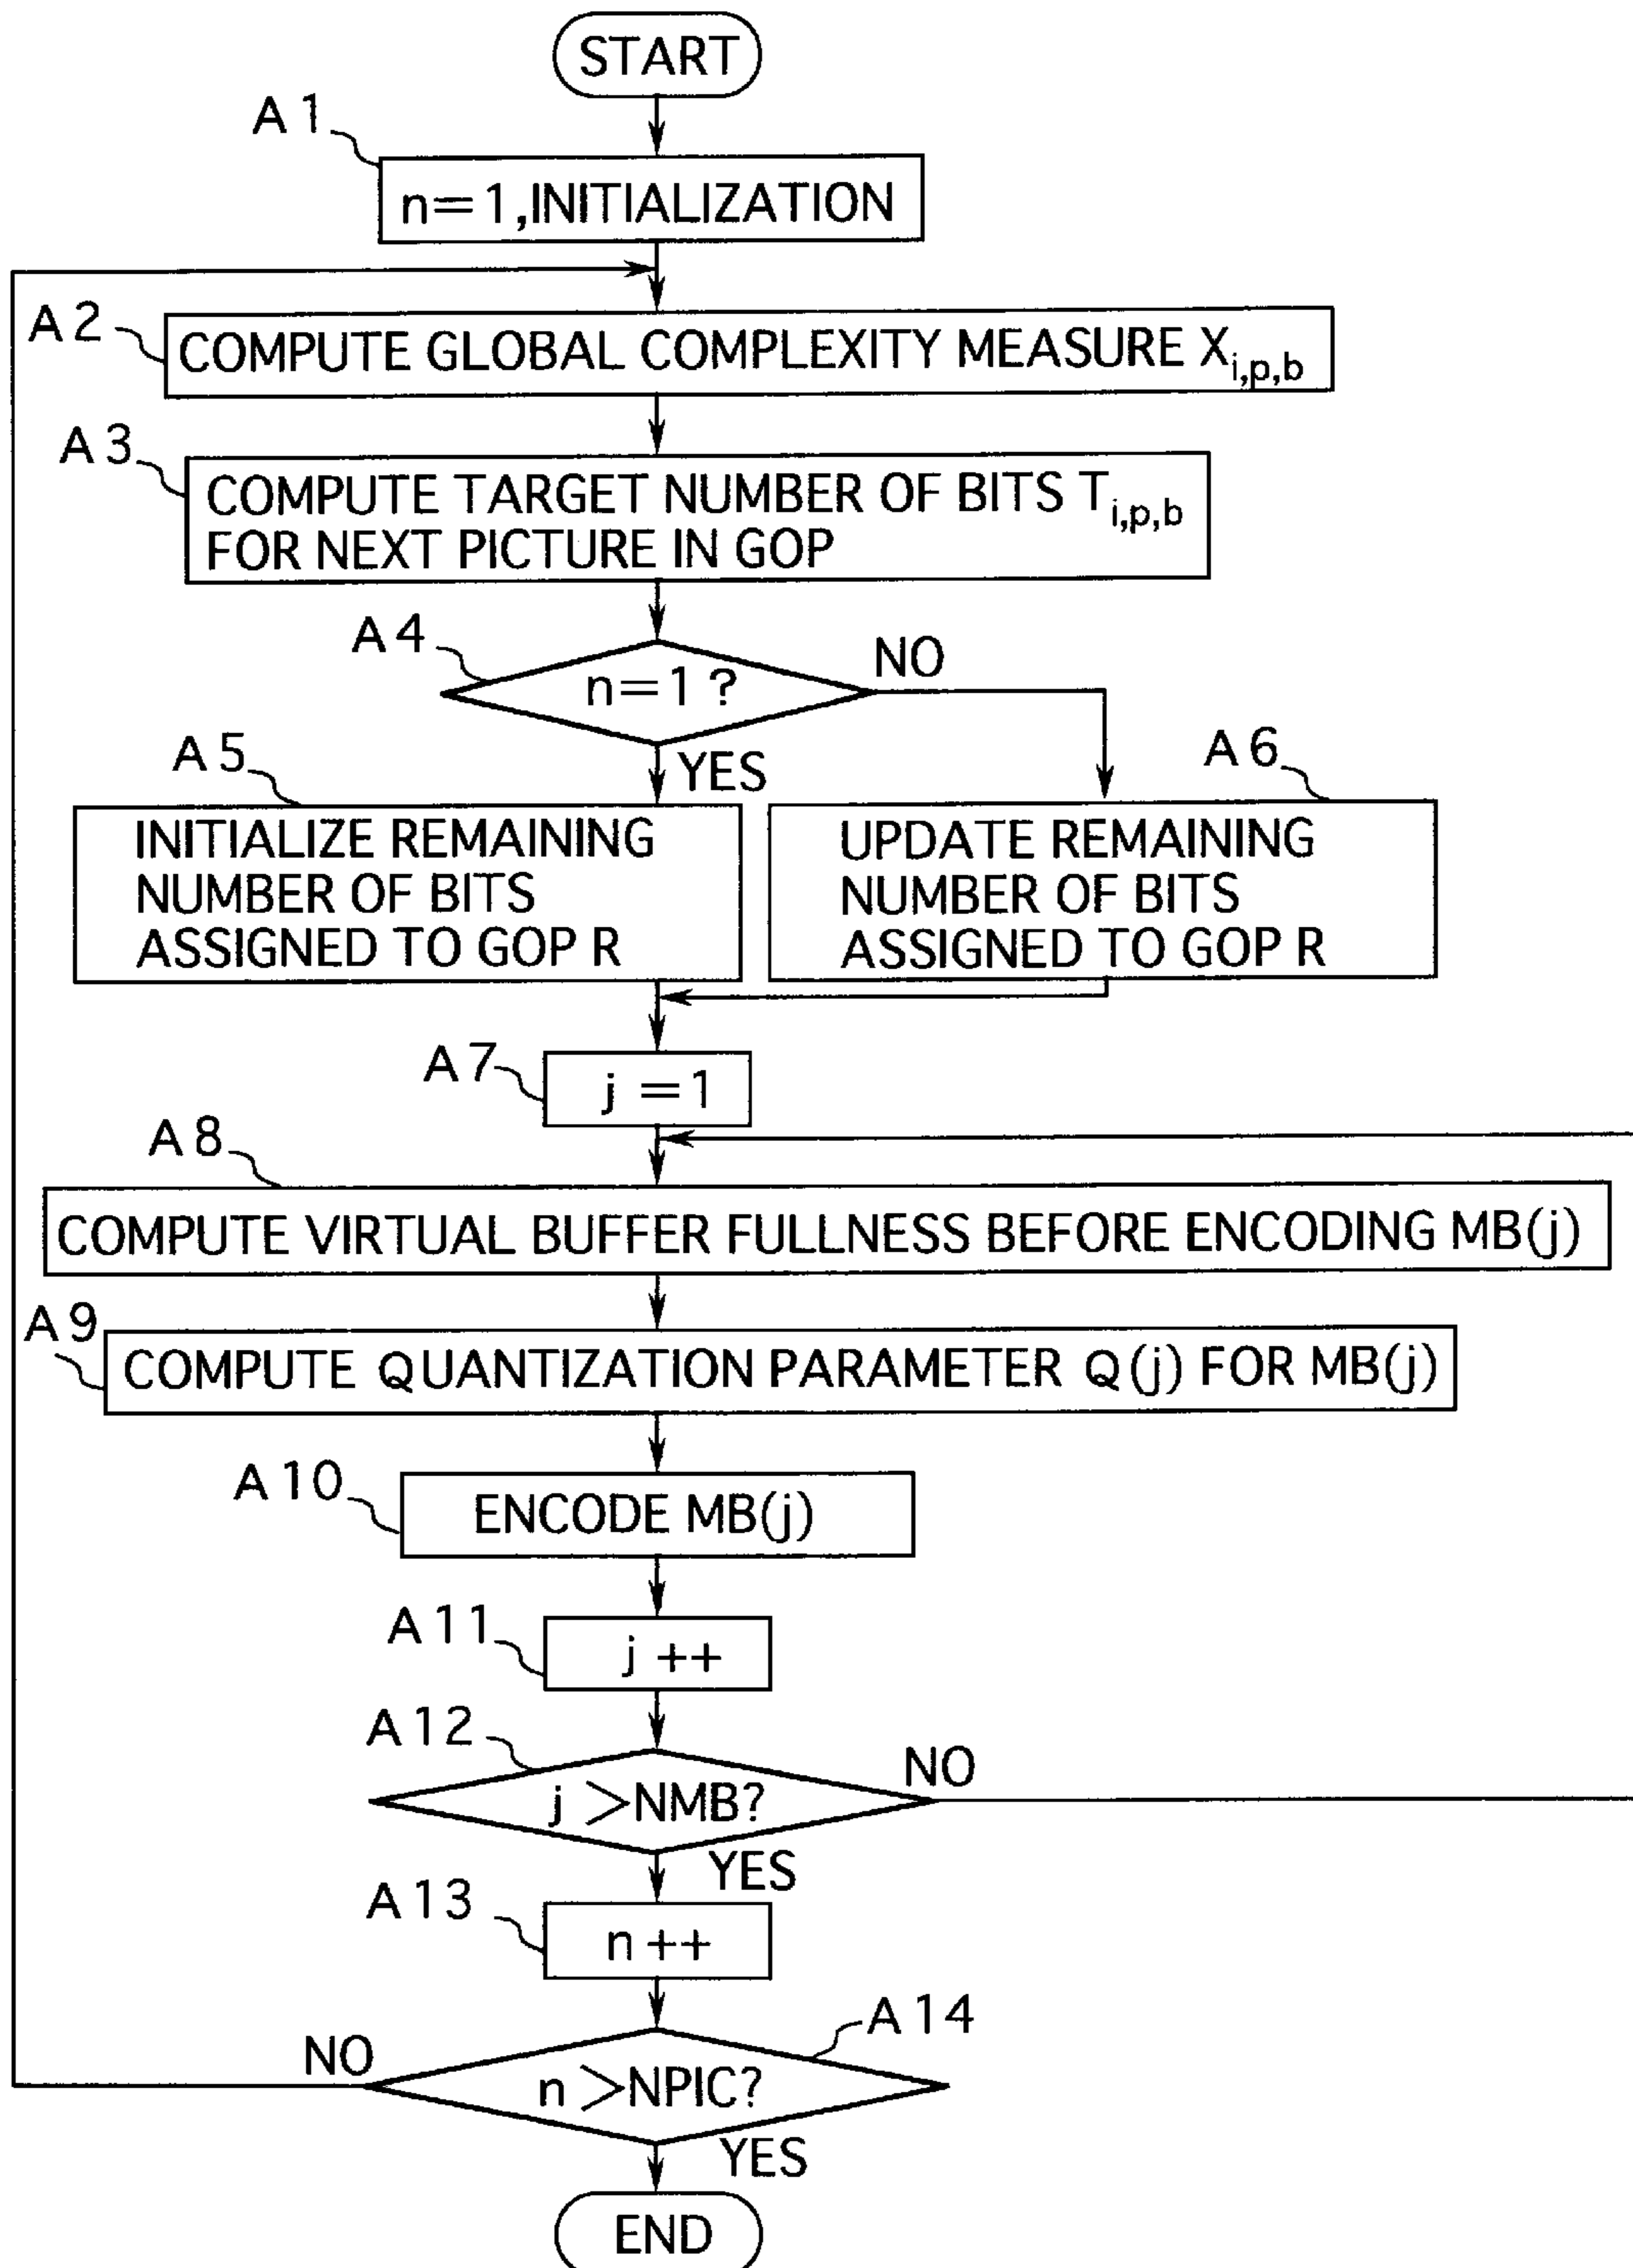 START
A1
n=1,INITIALIZATION
A2
COMPUTE GLOBAL COMPLEXITY MEASURE X i,p,b
A3
COMPUTE TARGET NUMBER OF BITS T i,p,b
FOR NEXT PICTURE IN GOP
A4
n=1?
NO
YES
A5
INITIALIZE REMAINING
NUMBER OF BITS
ASSIGNED TO GOP R
A6
UPDATE REMAINING
NUMBER OF BITS
ASSIGNED TO GOP R
A7
j=1
A8
COMPUTE VIRTUAL BUFFER FULLNESS BEFORE ENCODING MB(j)
A9
COMPUTE QUANTIZATION PARAMETER Q(j) FOR MB(j)
A10
ENCODE MB(j)
A11
j++
A12
j>NMB?
NO
YES
A13
n++
A14
n>NPIC?
NO
YES
END